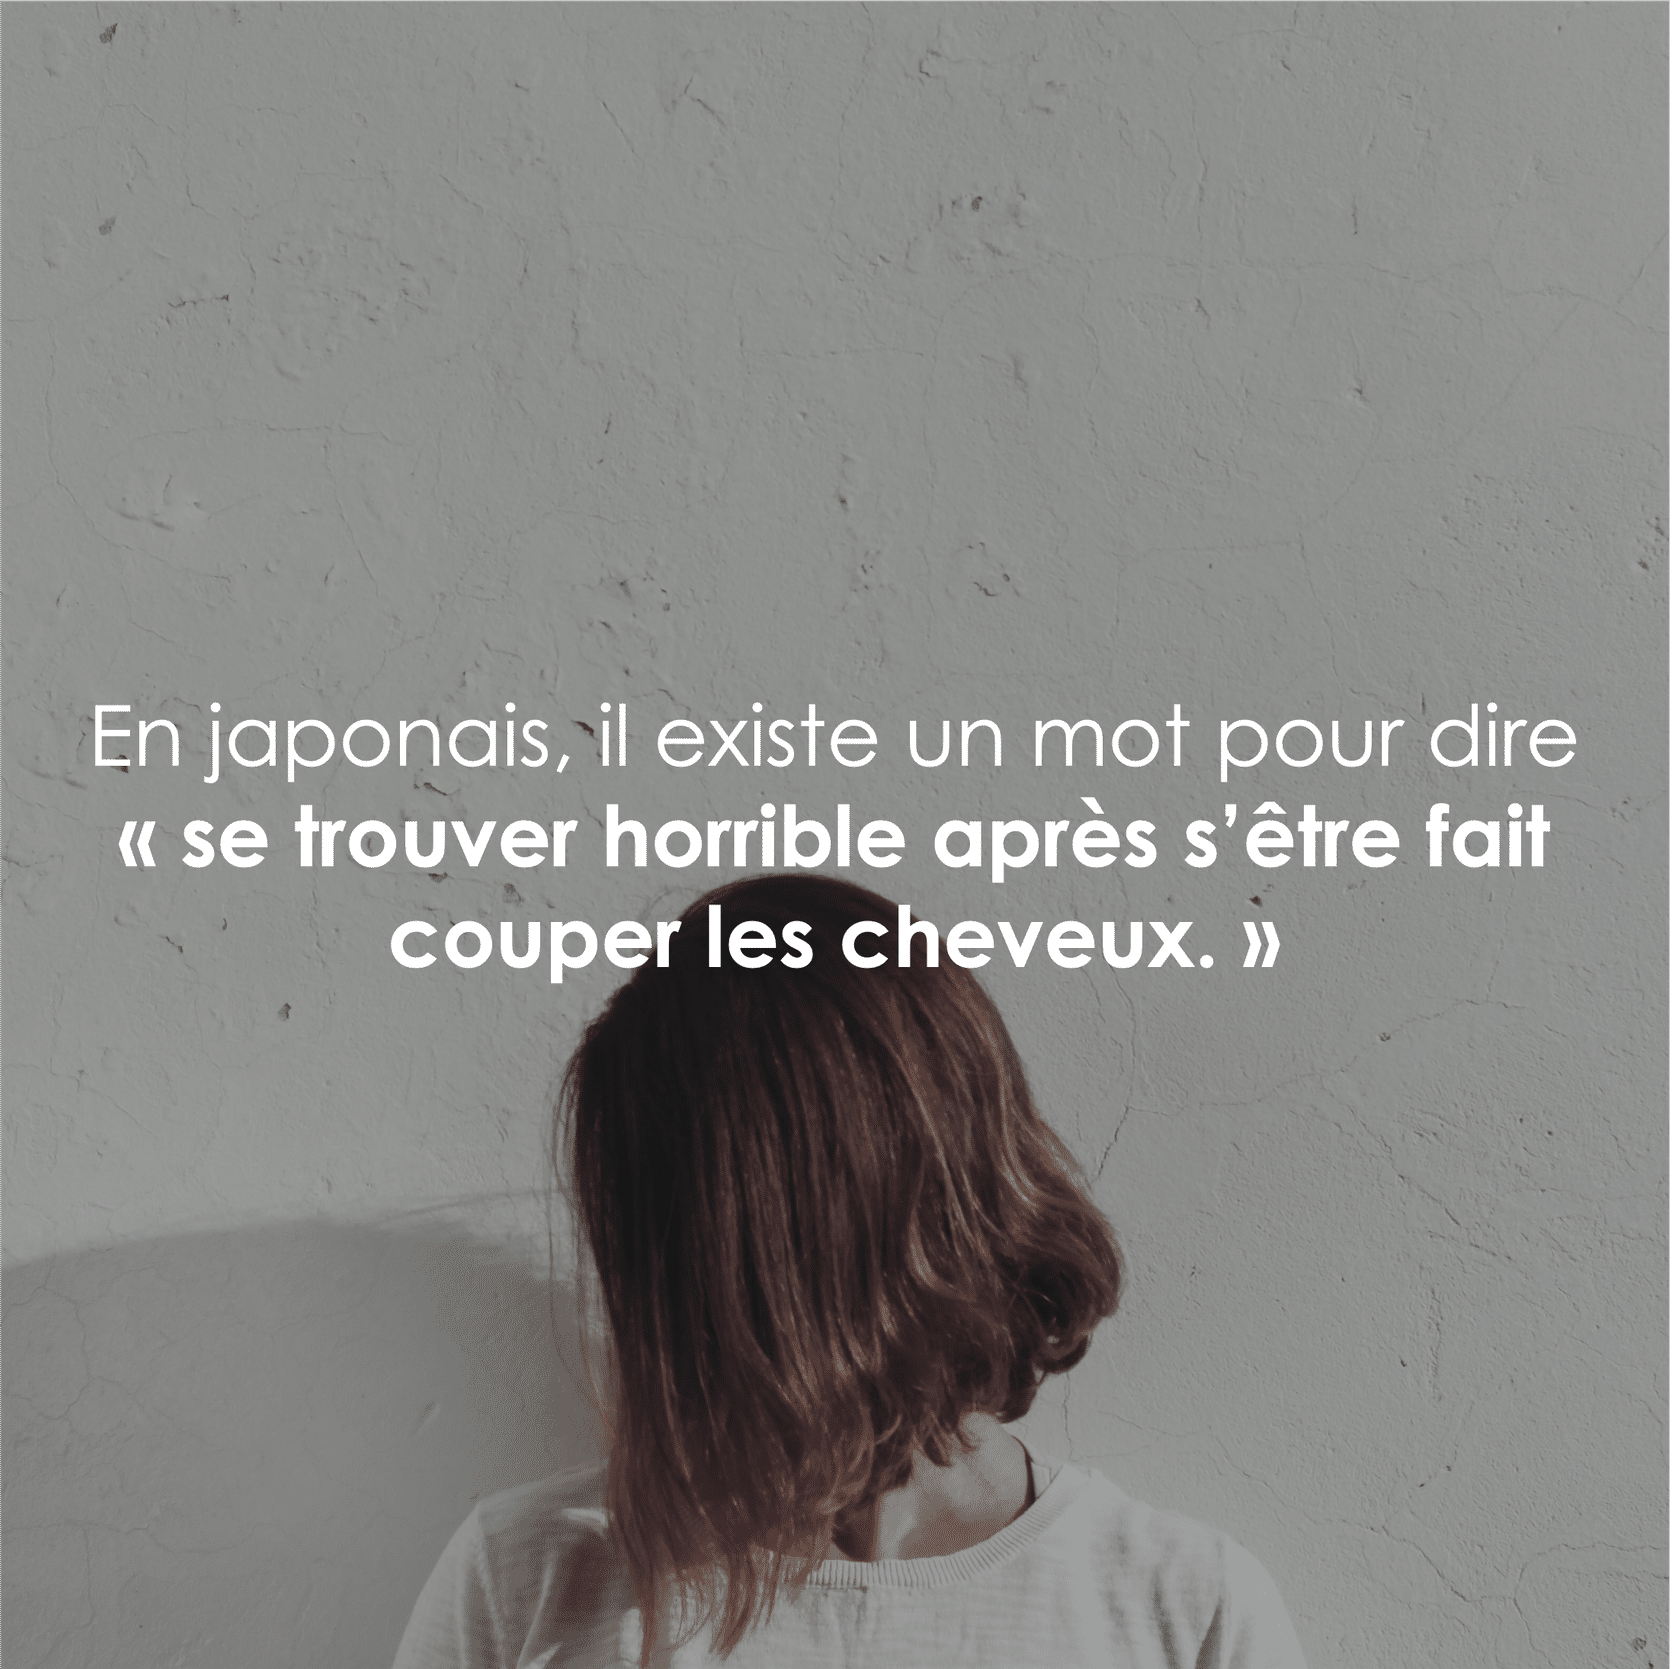 En japonais, il existe un mot pour dire
« se trouver horrible après s’être fait
couper les cheveux. »